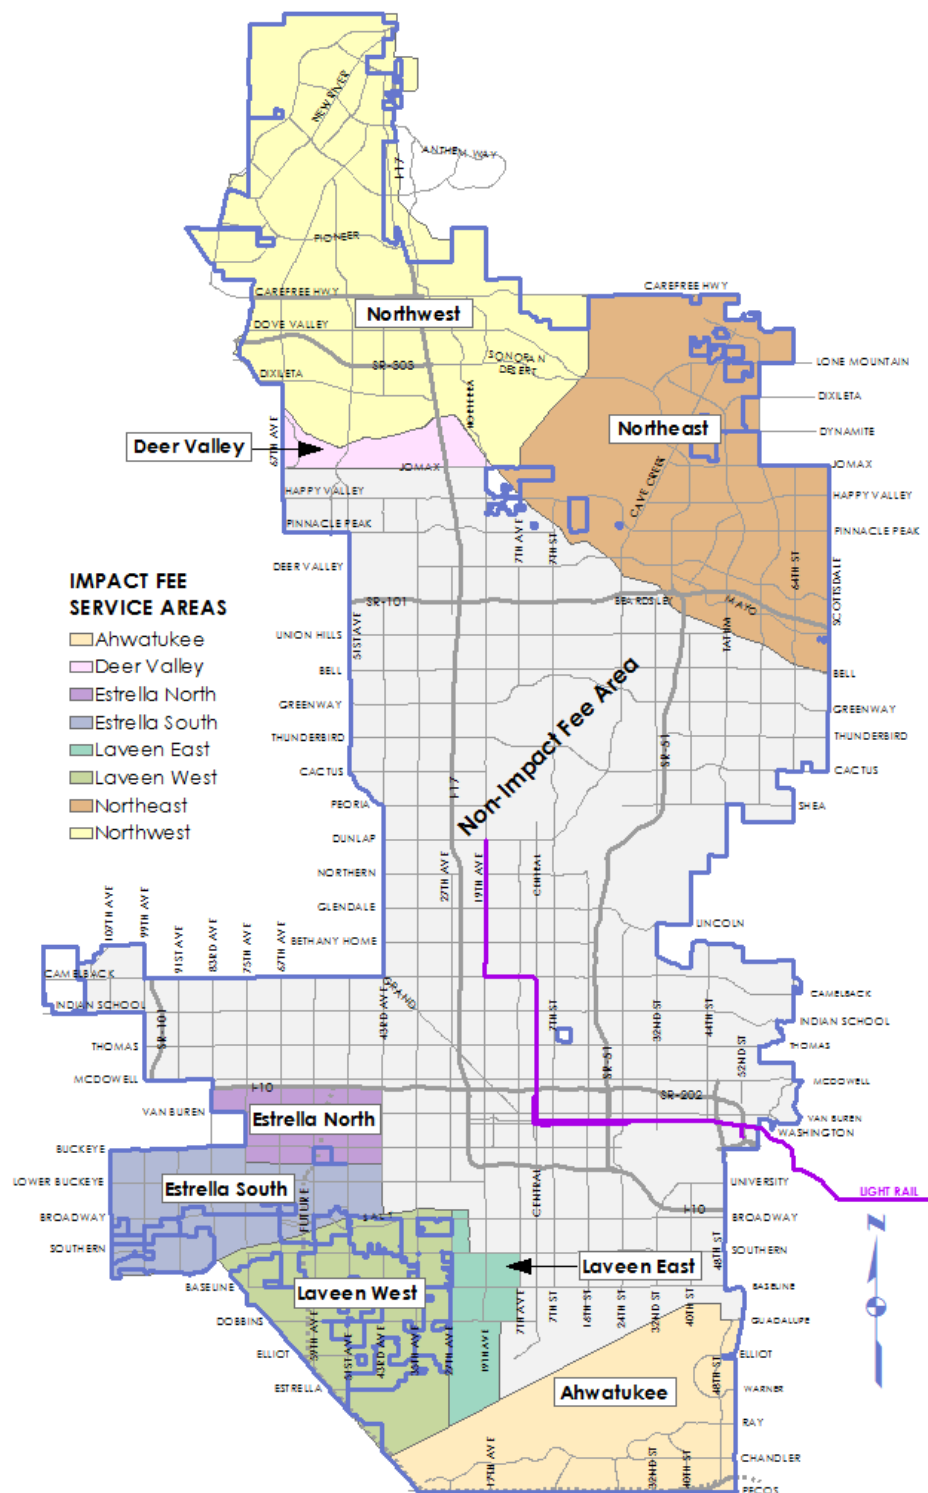 NEW RIVER
ANTHEM WAY
I-17
PIONEER
CAREFREE HWY
CAREFREE HWY
Northwest
DOVE VALLEY
SONORAN
DESERT
SR-303
LONE MOUNTAIN
DIXILETA
NORTERRA
DIXILETA
Northeast
DYNAMITE
Deer Valley
67TH AVE
JOMAX
JOMAX
CAVE CREEK
HAPPY VALLEY
HAPPY VALLEY
PINNACLE PEAK
7TH AVE
7TH ST
PINNACLE PEAK
DEER VALLEY
64TH ST
IMPACT FEE
SERVICE AREAS
Ahwatukee
Deer Valley
Estrella North
Estrella South
Laveen East
Laveen West
Northeast
Northwest
SR-101
BEARDSLEY
MAYO
SCOTTSDALE
UNION HILLS
51ST AVE
TATUM
BELL
BELL
GREENWAY
GREENWAY
THUNDERBIRD
THUNDERBIRD
Non-Impact Fee Area
SR-51
CACTUS
CACTUS
I-17
PEORIA
SHEA
DUNLAP
NORTHERN
27TH AVE
19TH AVE
CENTRAL
GLENDALE
LINCOLN
107TH AVE
99TH AVE
91ST AVE
83RD AVE
75TH AVE
67TH AVE
BETHANY HOME
CAMELBACK
CAMELBACK
GRAND
INDIAN SCHOOL
43RD AVE
7TH ST
32ND ST
44TH ST
INDIAN SCHOOL
SR-101
THOMAS
SR-51
52ND ST
THOMAS
MCDOWELL
I-10
SR-202
MCDOWELL
VAN BUREN
Estrella North
VAN BUREN
WASHINGTON
BUCKEYE
LOWER BUCKEYE
Estrella South
CENTRAL
UNIVERSITY
LIGHT RAIL
BROADWAY
FUTURE
I-10
BROADWAY
SOUTHERN
48TH ST
SOUTHERN
Laveen East
BASELINE
Laveen West
BASELINE
DOBBINS
59TH AVE
51ST AVE
43RD AVE
35TH AVE
27TH AVE
19TH AVE
7TH AVE
7TH ST
16TH ST
24TH ST
32ND ST
40TH ST
GUADALUPE
ELLIOT
ELLIOT
ESTRELLA
Ahwatukee
48TH ST
WARNER
RAY
17TH AVE
32ND ST
40TH ST
CHANDLER
PECOS